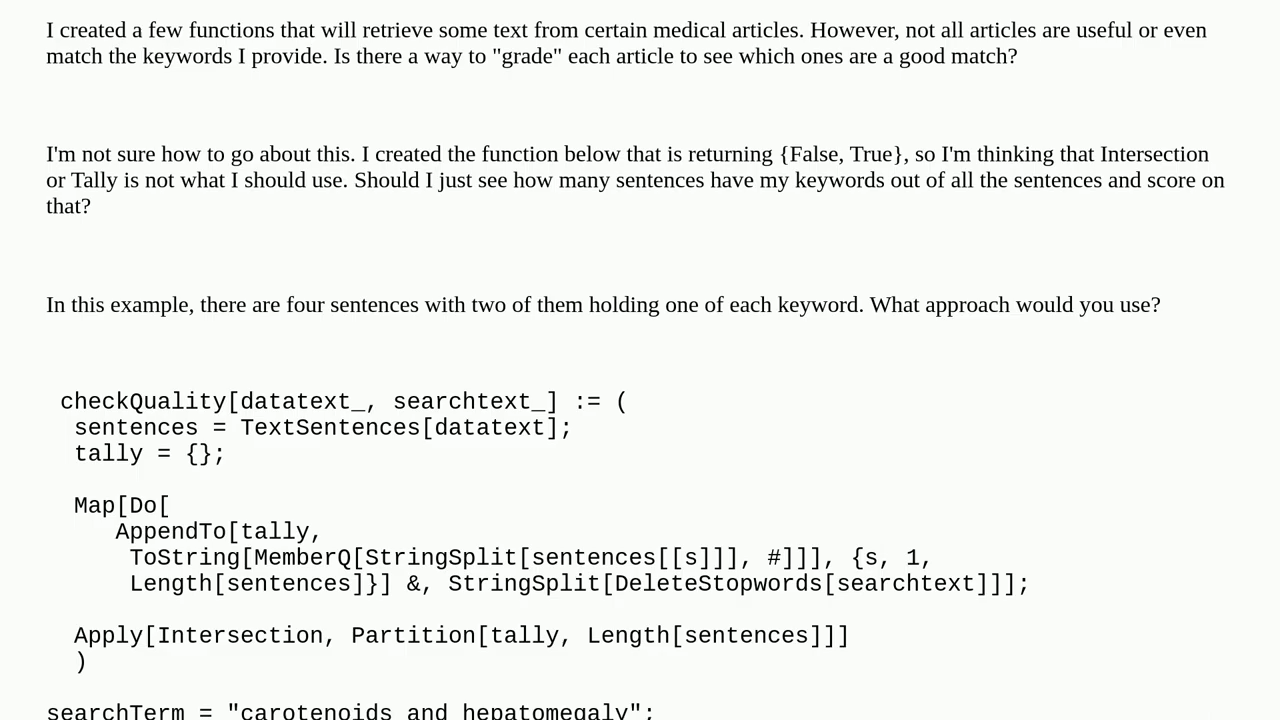 I created a few functions that will retrieve some text from certain medical articles. However, not all articles are useful or even
match the keywords I provide. Is there a way to "grade" each article to see which ones are a good match?
I'm not sure how to go about this. I created the function below that is returning {False, True}, so I'm thinking that Intersection
or Tally is not what I should use. Should I just see how many sentences have my keywords out of all the sentences and score on
that?
In this example, there are four sentences with two of them holding one of each keyword. What approach would you use?
checkQuality[datatext_, searchtext_] := (
sentences = TextSentences[datatext];
tally = {};
Map[Do[
AppendTo[tally,
ToString[MemberQ[StringSplit[sentences[[s]]], #]]], {s, 1,
Length[sentences]}] &, StringSplit[DeleteStopwords[searchtext]]];
Apply[Intersection, Partition[tally, Length[sentences]]]
)
searchTerm = "carotenoids and hepatomegaly";